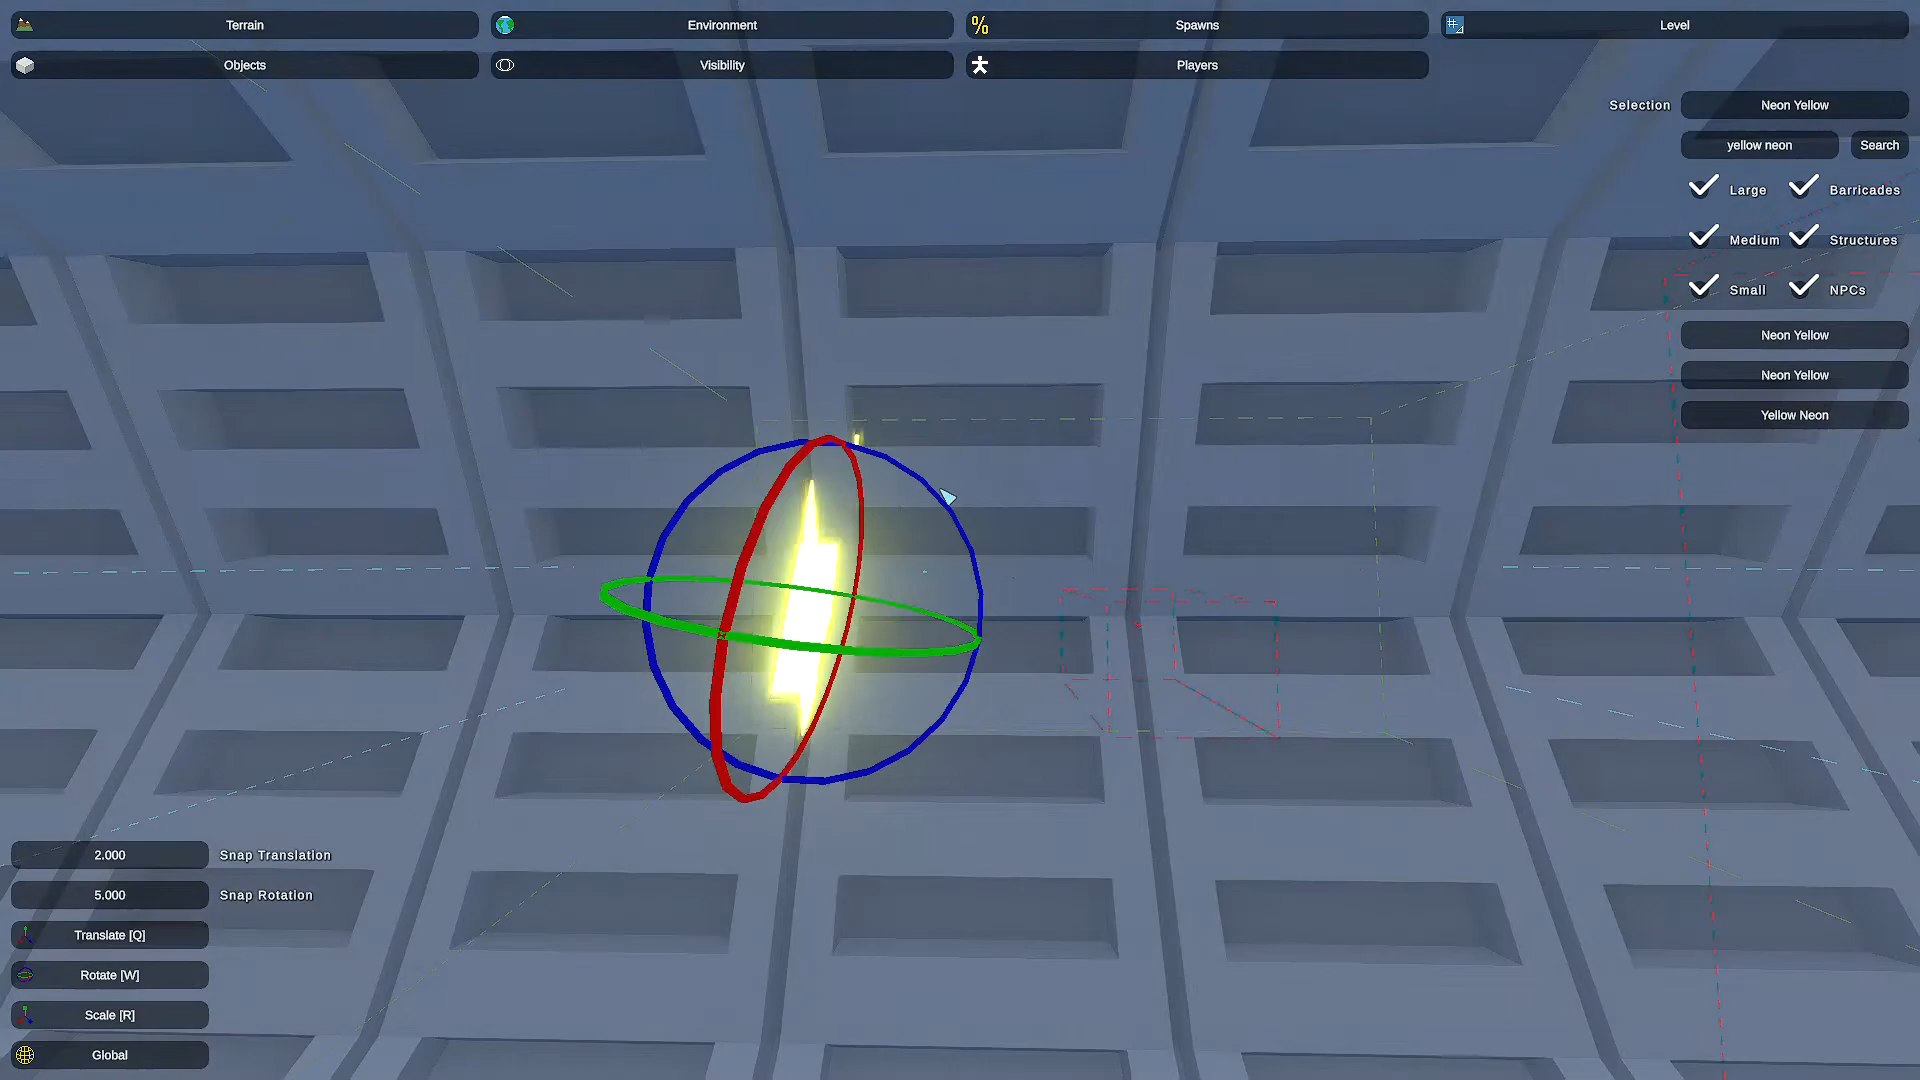 Terrain
Environment
Spawns
Level
Objects
Visibility
Players
Selection
Neon Yellow
yellow neon
Search
Large
Barricades
Medium
Structures
Small
NPCs
Neon Yellow
Neon Yellow
Yellow Neon
2.000
Snap Translation
5.000
Snap Rotation
Translate [Q]
Rotate [W]
Scale [R]
Global